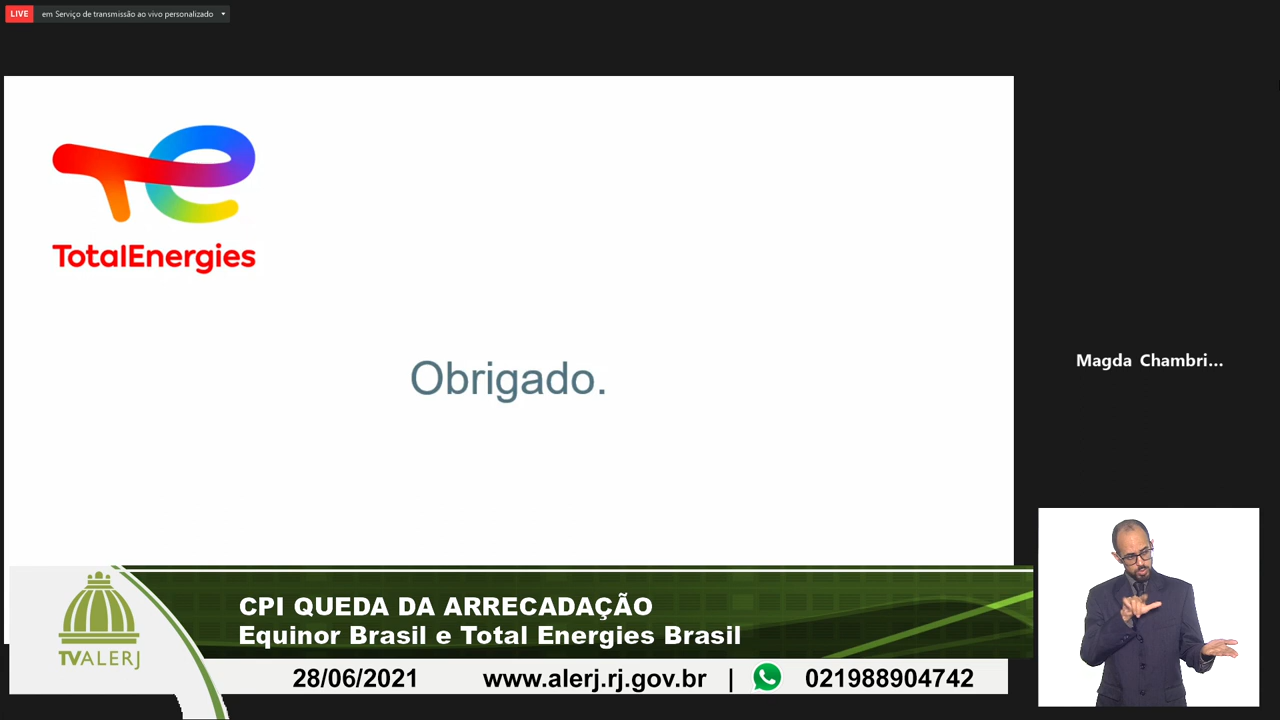 LIVE em Serviço de transmissão ao vivo personalizado
TotalEnergies
Obrigado.
Magda Chambri...
CPI QUEDA DA ARRECADAÇÃO
Equinor Brasil e Total Energies Brasil
TVALERJ
28/06/2021 www.alerj.rj.gov.br | 021988904742